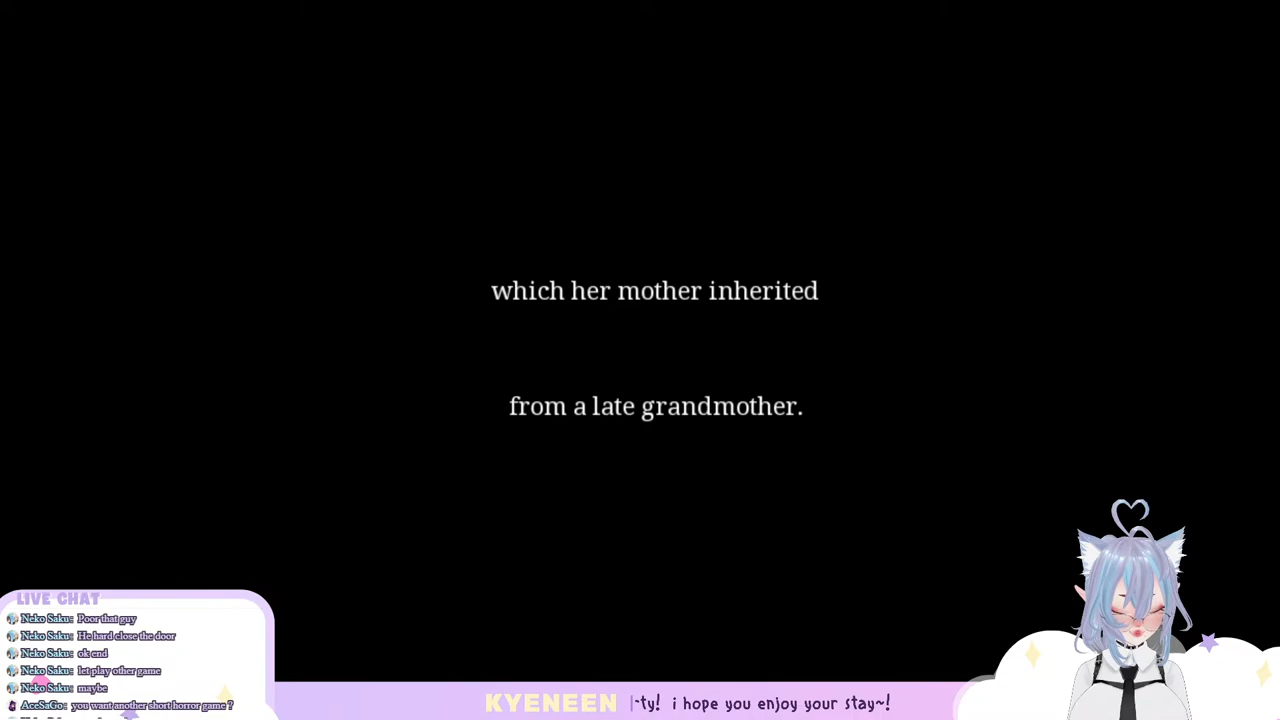 which her mother inherited
from a late grandmother.
LIVE CHAT
Neko Saku: Poor that guy
Neko Saku: He hard close the door
Neko Saku: ok end
Neko Saku: let play other game
Neko Saku: maybe
AceSaGo: you want another short horror game ?
KYENEEN
~ty! i hope you enjoy your stay~!